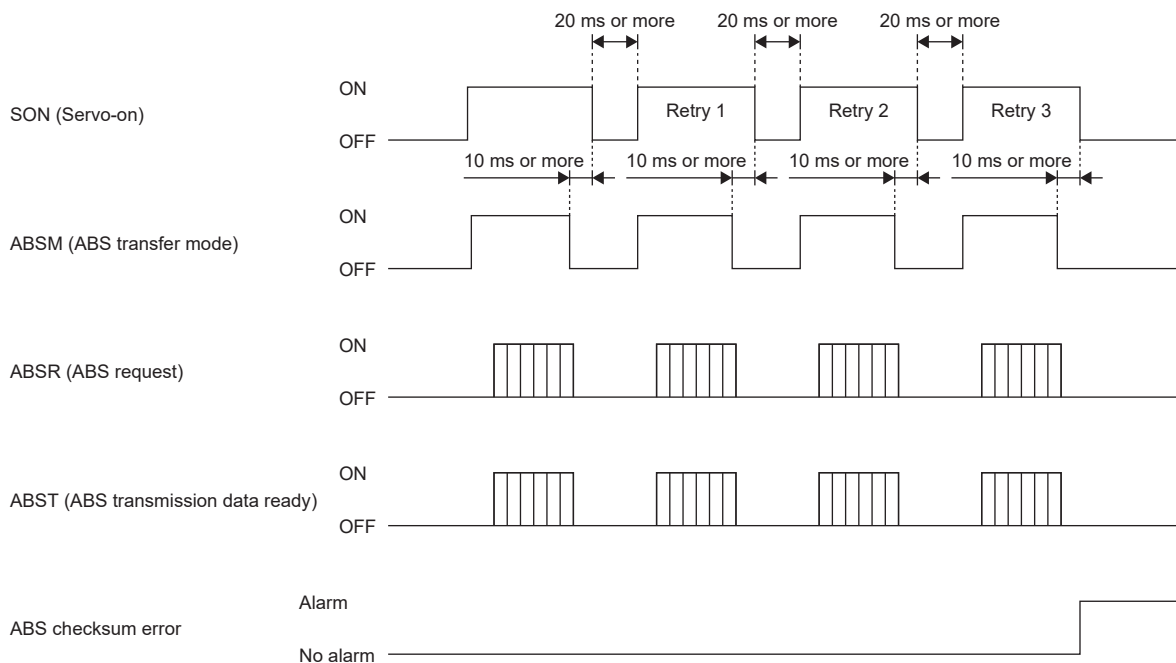 20 ms or more 20 ms or more 20 ms or more
ON
SON (Servo-on)
Retry 1 Retry 2 Retry 3
OFF
10 ms or more 10 ms or more 10 ms or more 10 ms or more
ON
ABSM (ABS transfer mode)
OFF
ON
ABSR (ABS request)
OFF
ON
ABST (ABS transmission data ready)
OFF
Alarm
ABS checksum error
No alarm